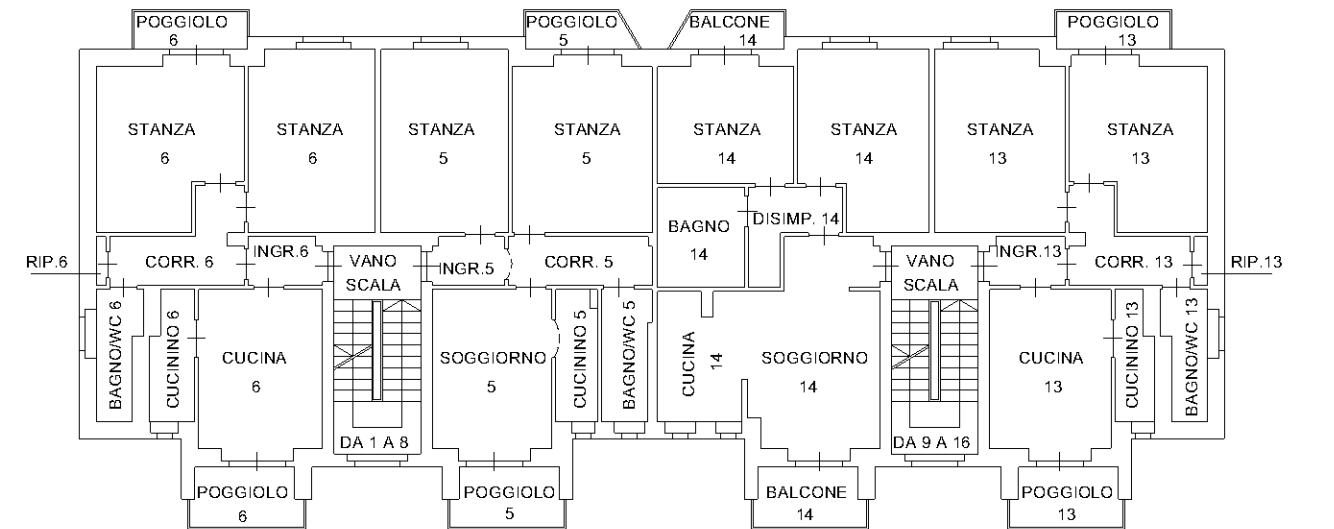 POGGIOLO
6
POGGIOLO
5
BALCONE
14
POGGIOLO
13
STANZA
6
STANZA
6
STANZA
5
STANZA
5
STANZA
14
STANZA
14
STANZA
13
STANZA
13
BAGNO
14
DISIMP. 14
RIP.6
CORR. 6
INGR.6
VANO
SCALA
INGR.5
CORR. 5
VANO
SCALA
INGR.13
CORR. 13
RIP.13
BAGNO/WC 6
CUCININO 6
CUCINA
6
SOGGIORNO
5
CUCININO 5
BAGNO/WC 5
CUCINA
14
SOGGIORNO
14
CUCINA
13
CUCININO 13
BAGNO/WC 13
DA 1 A 8
DA 9 A 16
POGGIOLO
6
POGGIOLO
5
BALCONE
14
POGGIOLO
13